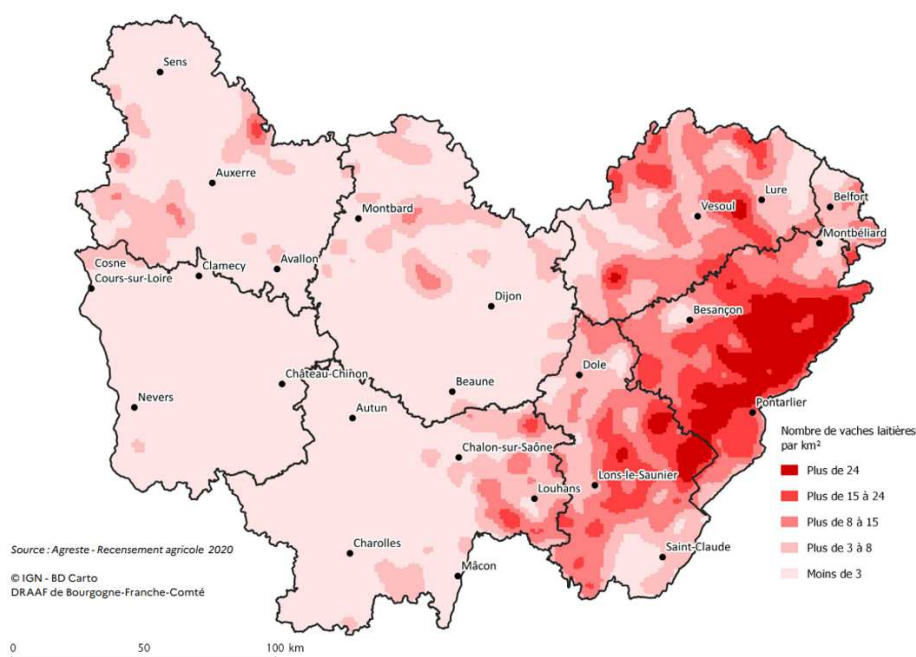 Sens
Auxerre
Montbard
Vesoul
Lure
Belfort
Montbéliard
Avallon
Clamecy
Cosne
Cours-sur-Loire
Dijon
Besançon
Dole
Château-Chinon
Nevers
Beaune
Autun
Pontarlier
Chalon-sur-Saône
Lons-le-Saunier
Louhans
Charolles
Saint-Claude
Mâcon
Nombre de vaches laitières
par km²
Plus de 24
Plus de 15 à 24
Plus de 8 à 15
Plus de 3 à 8
Moins de 3
Source : Agreste - Recensement agricole 2020
© IGN - BD Carto
DRAAF de Bourgogne-Franche-Comté
0 50 100 km